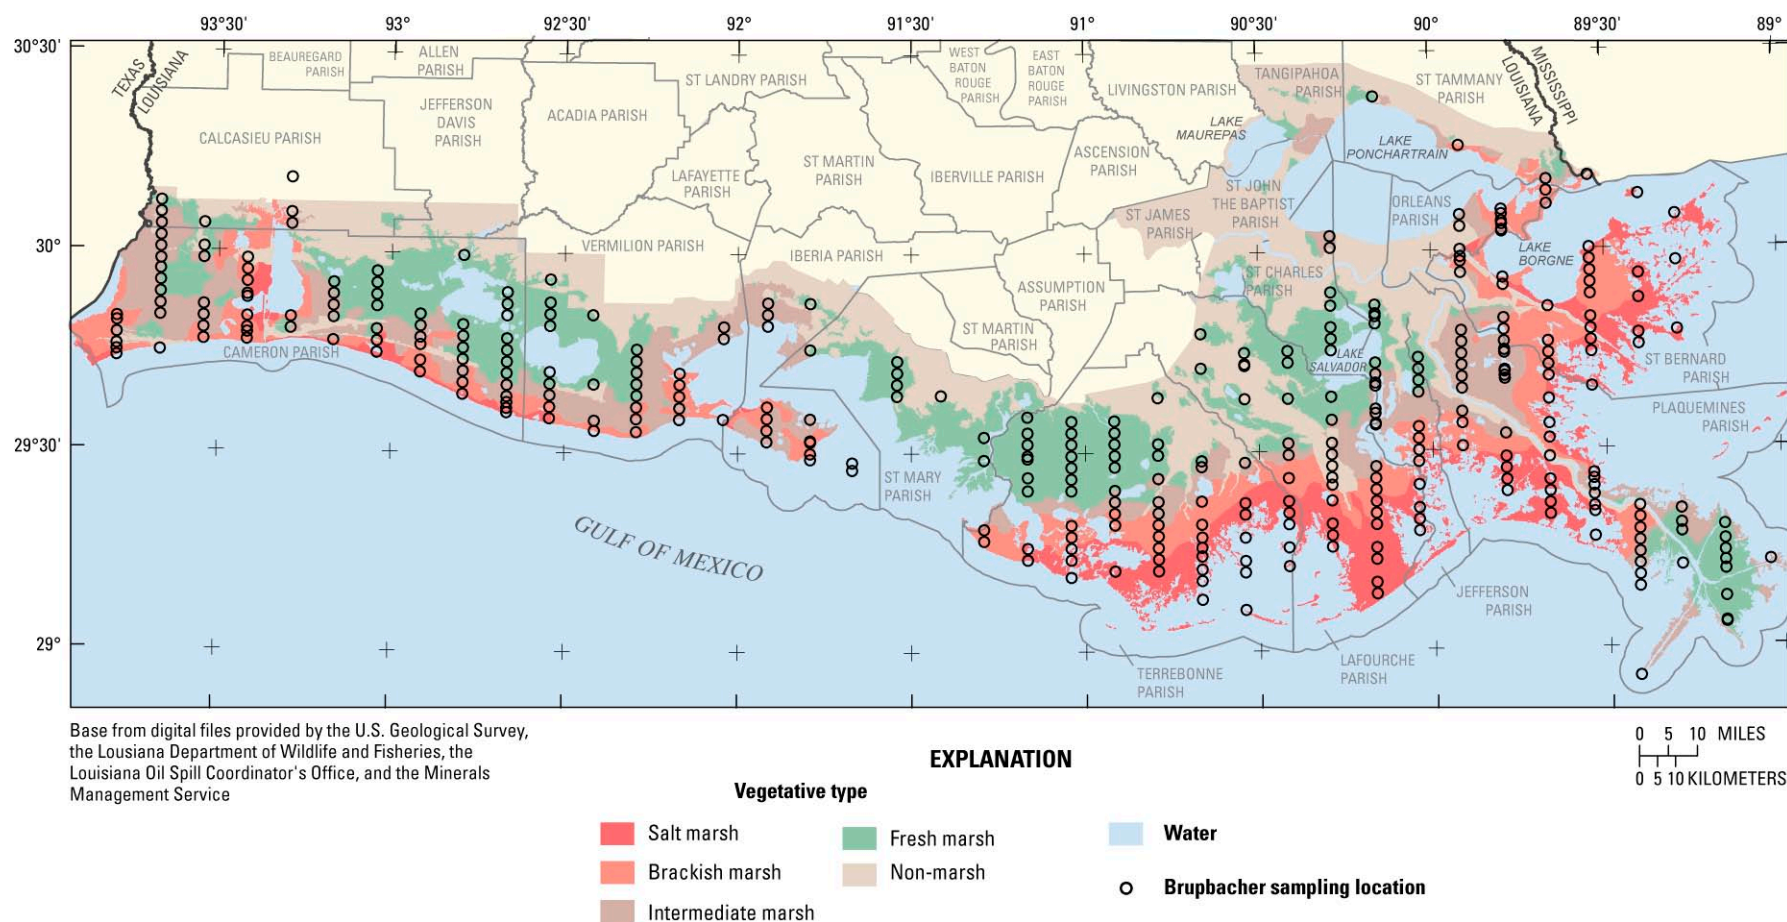 93°30' 93° 92°30' 92° 91°30' 91° 90°30' 90° 89°30' 89°
30°30'
30°
29°30'
29°
TEXAS
LOUISIANA
BEAUREGARD
PARISH
ALLEN
PARISH
CALCASIEU PARISH
JEFFERSON
DAVIS
PARISH
ACADIA PARISH
ST LANDRY PARISH
LAFAYETTE
PARISH
ST MARTIN
PARISH
WEST
BATON
ROUGE
PARISH
EAST
BATON
ROUGE
PARISH
IBERVILLE PARISH
ASCENSION
PARISH
LIVINGSTON PARISH
TANGIPAHOA
PARISH
ST TAMMANY
PARISH
MISSISSIPPI
LOUISIANA
LAKE
MAUREPAS
LAKE
PONCHARTRAIN
ST JOHN
THE BAPTIST
PARISH
ST JAMES
PARISH
ORLEANS
PARISH
LAKE
BORGNE
VERMILION PARISH
IBERIA PARISH
ASSUMPTION
PARISH
ST CHARLES
PARISH
ST MARTIN
PARISH
CAMERON PARISH
LAKE
SALVADOR
ST BERNARD
PARISH
PLAQUEMINES
PARISH
ST MARY
PARISH
GULF OF MEXICO
JEFFERSON
PARISH
LAFOURCHE
PARISH
TERREBONNE
PARISH
Base from digital files provided by the U.S. Geological Survey,
the Lousiana Department of Wildlife and Fisheries, the
Louisiana Oil Spill Coordinator's Office, and the Minerals
Management Service
0 5 10 MILES
0 5 10 KILOMETERS
EXPLANATION
Vegetative type
Salt marsh
Brackish marsh
Intermediate marsh
Fresh marsh
Non-marsh
Water
Brupbacher sampling location